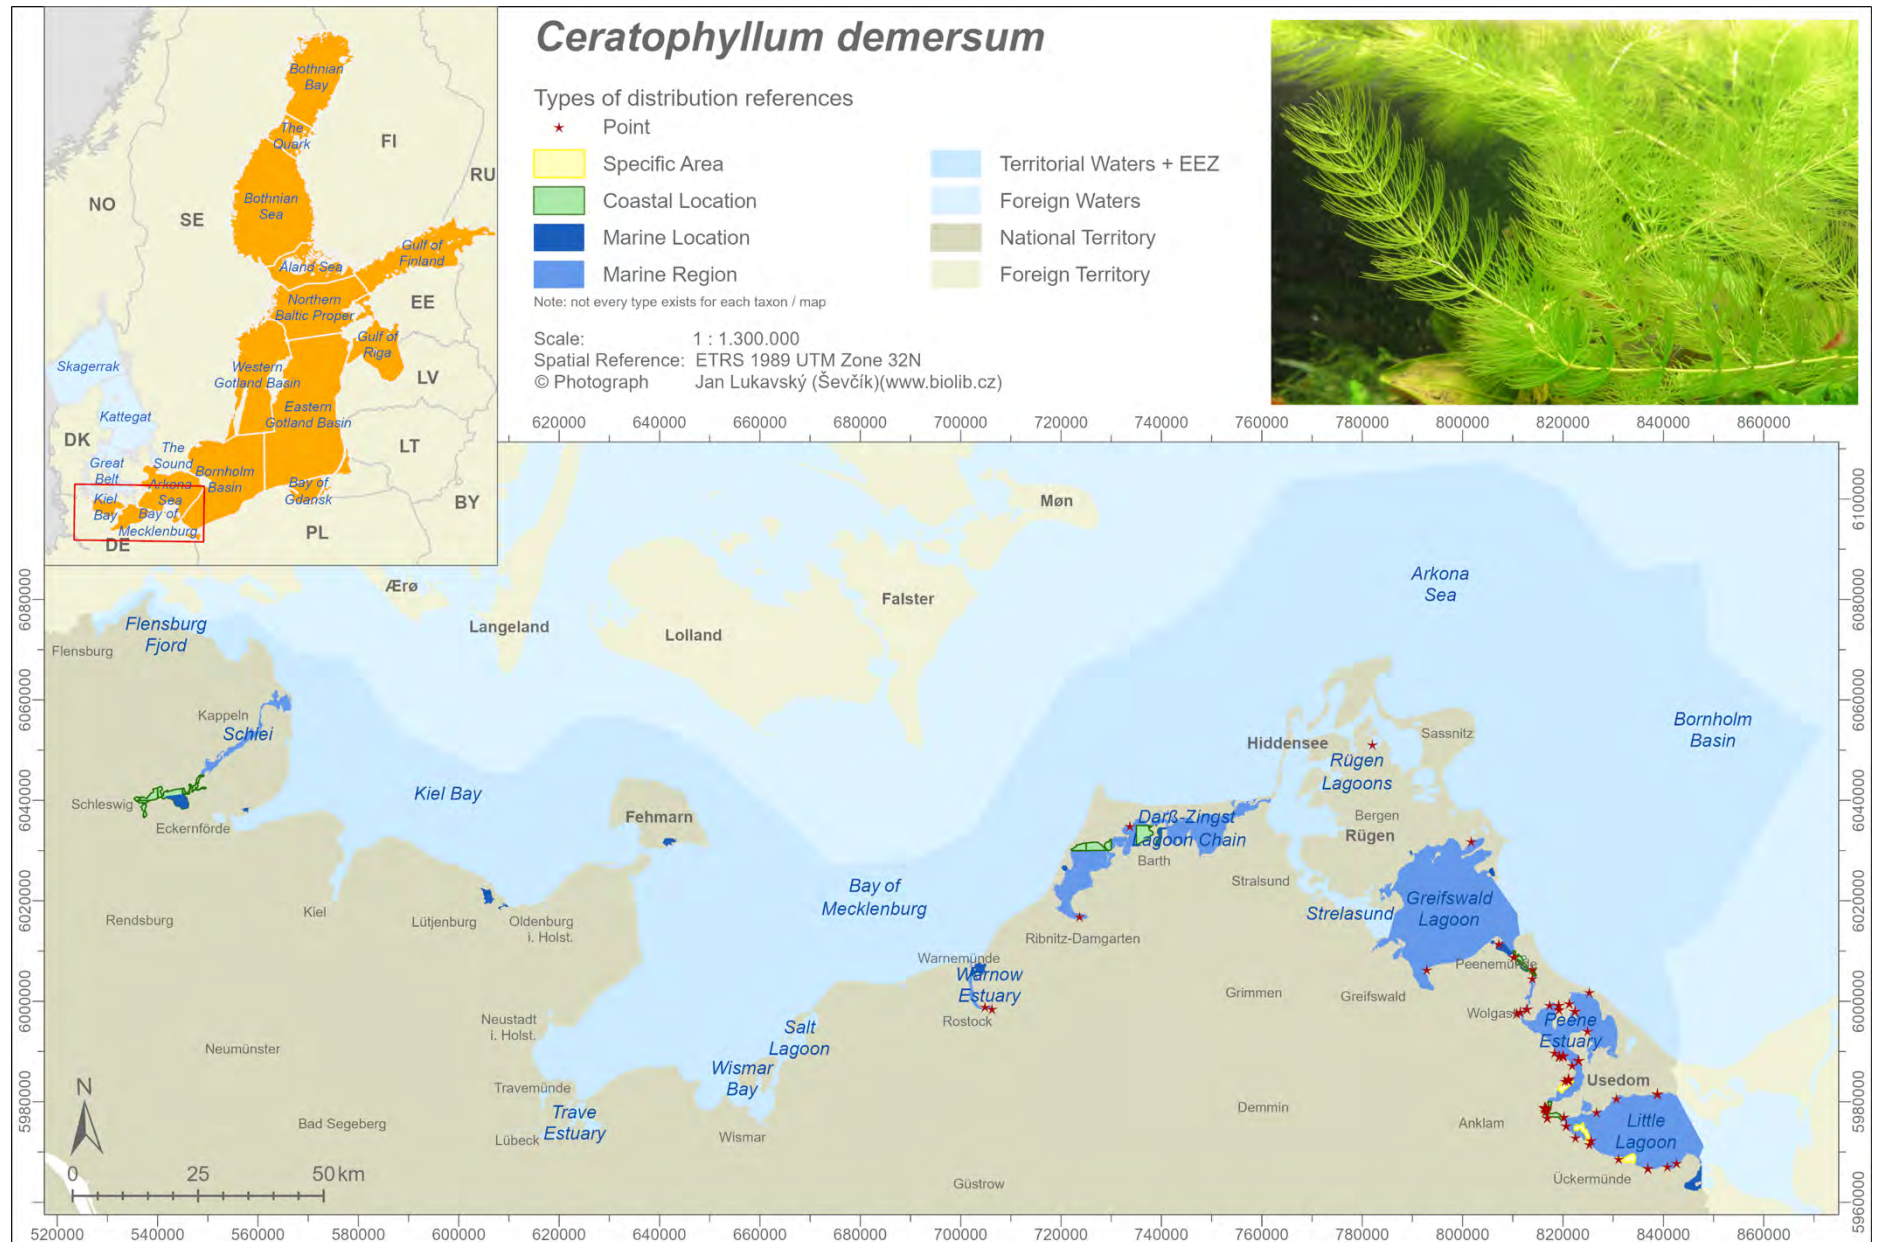 Ceratophyllum demersum
Types of distribution references
Point
Specific Area
Coastal Location
Marine Location
Marine Region
Territorial Waters + EEZ
Foreign Waters
National Territory
Foreign Territory
Note: not every type exists for each taxon / map
Scale: 1 : 1.300.000
Spatial Reference: ETRS 1989 UTM Zone 32N
© Photograph Jan Lukavský (Ševčík)(www.biolib.cz)
Bothnian
Bay
The
Quark
FI
RU
NO
SE
Bothnian
Sea
Gulf of
Finland
Åland Sea
Northern
Baltic Proper
EE
Gulf of
Riga
Skagerrak
Western
Gotland Basin
LV
Kattegat
Eastern
Gotland Basin
DK
The
Sound
LT
Great
Belt
Bornholm
Basin
Arkona
Sea
Bay of
Gdansk
Kiel
Bay
Bay of
Mecklenburg
BY
PL
DE
620000 640000 660000 680000 700000 720000 740000 760000 780000 800000 820000 840000 860000
6080000
6060000
6040000
6020000
6000000
5980000
6100000
6080000
6060000
6040000
6020000
6000000
5980000
5960000
Møn
Ærø
Arkona
Sea
Falster
Langeland
Lolland
Flensburg
Fjord
Flensburg
Kappeln
Schlei
Bornholm
Basin
Sassnitz
Hiddensee
Rügen
Lagoons
Kiel Bay
Schleswig
Eckernförde
Fehmarn
Bergen
Rügen
Darß-Zingst
Lagoon Chain
Barth
Stralsund
Bay of
Mecklenburg
Greifswald
Lagoon
Strelasund
Rendsburg
Kiel
Lütjenburg
Oldenburg
i. Holst.
Ribnitz-Damgarten
Warnemünde
Warnow
Estuary
Rostock
Peenemünde
Grimmen
Greifswald
Wolgast
Peene
Estuary
Neustadt
i. Holst.
Salt
Lagoon
Neumünster
Wismar
Bay
Usedom
Travemünde
Trave
Estuary
Demmin
Anklam
Little
Lagoon
Bad Segeberg
Lübeck
Wismar
Güstrow
Ückermünde
N
0 25 50 km
520000 540000 560000 580000 600000 620000 640000 660000 680000 700000 720000 740000 760000 780000 800000 820000 840000 860000